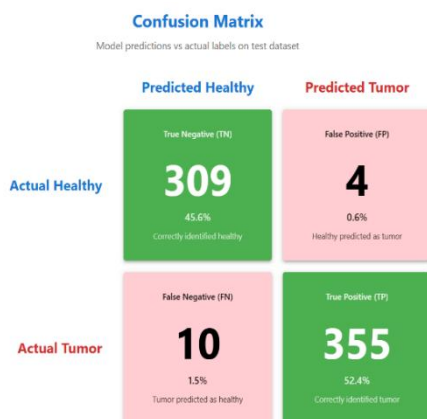 Confusion Matrix
Model predictions vs actual labels on test dataset
Predicted Healthy Predicted Tumor
True Negative (TN) False Positive (FP)
Actual Healthy 309 4
45.6% 0.6%
Correctly identified healthy Healthy predicted as tumor
False Negative (FN) True Positive (TP)
Actual Tumor 10 355
1.5% 52.4%
Tumor predicted as healthy Correctly identified tumor